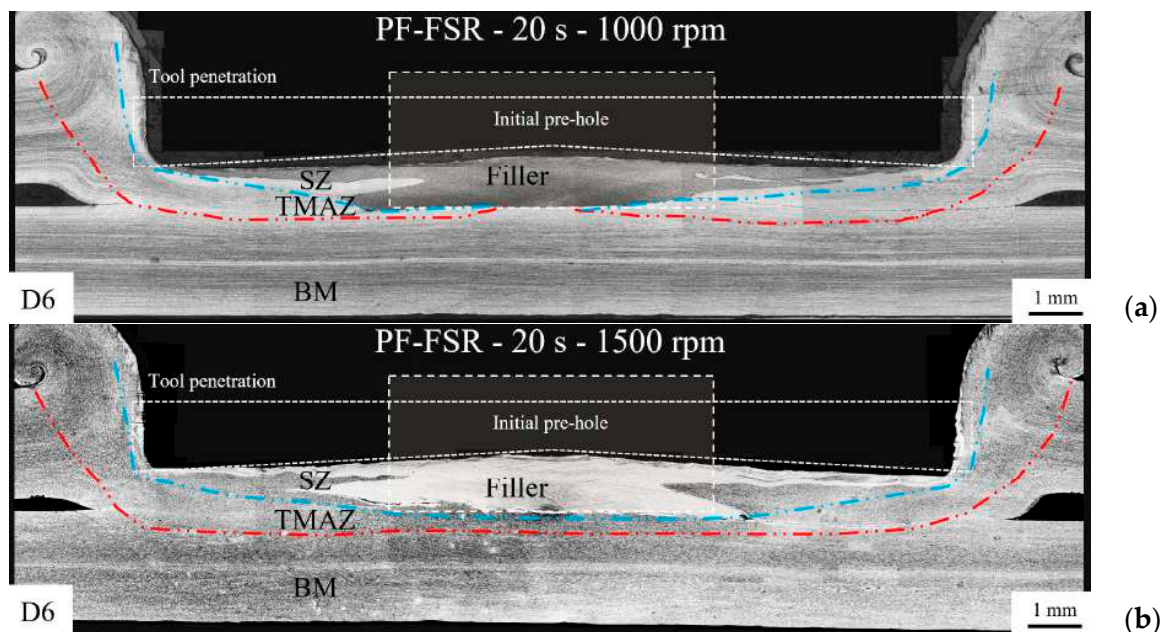 PF-FSR - 20 s - 1000 rpm
Tool penetration
Initial pre-hole
SZ
Filler
TMAZ
BM
D6
1 mm
(a)
PF-FSR - 20 s - 1500 rpm
Tool penetration
Initial pre-hole
SZ
Filler
TMAZ
BM
D6
1 mm
(b)